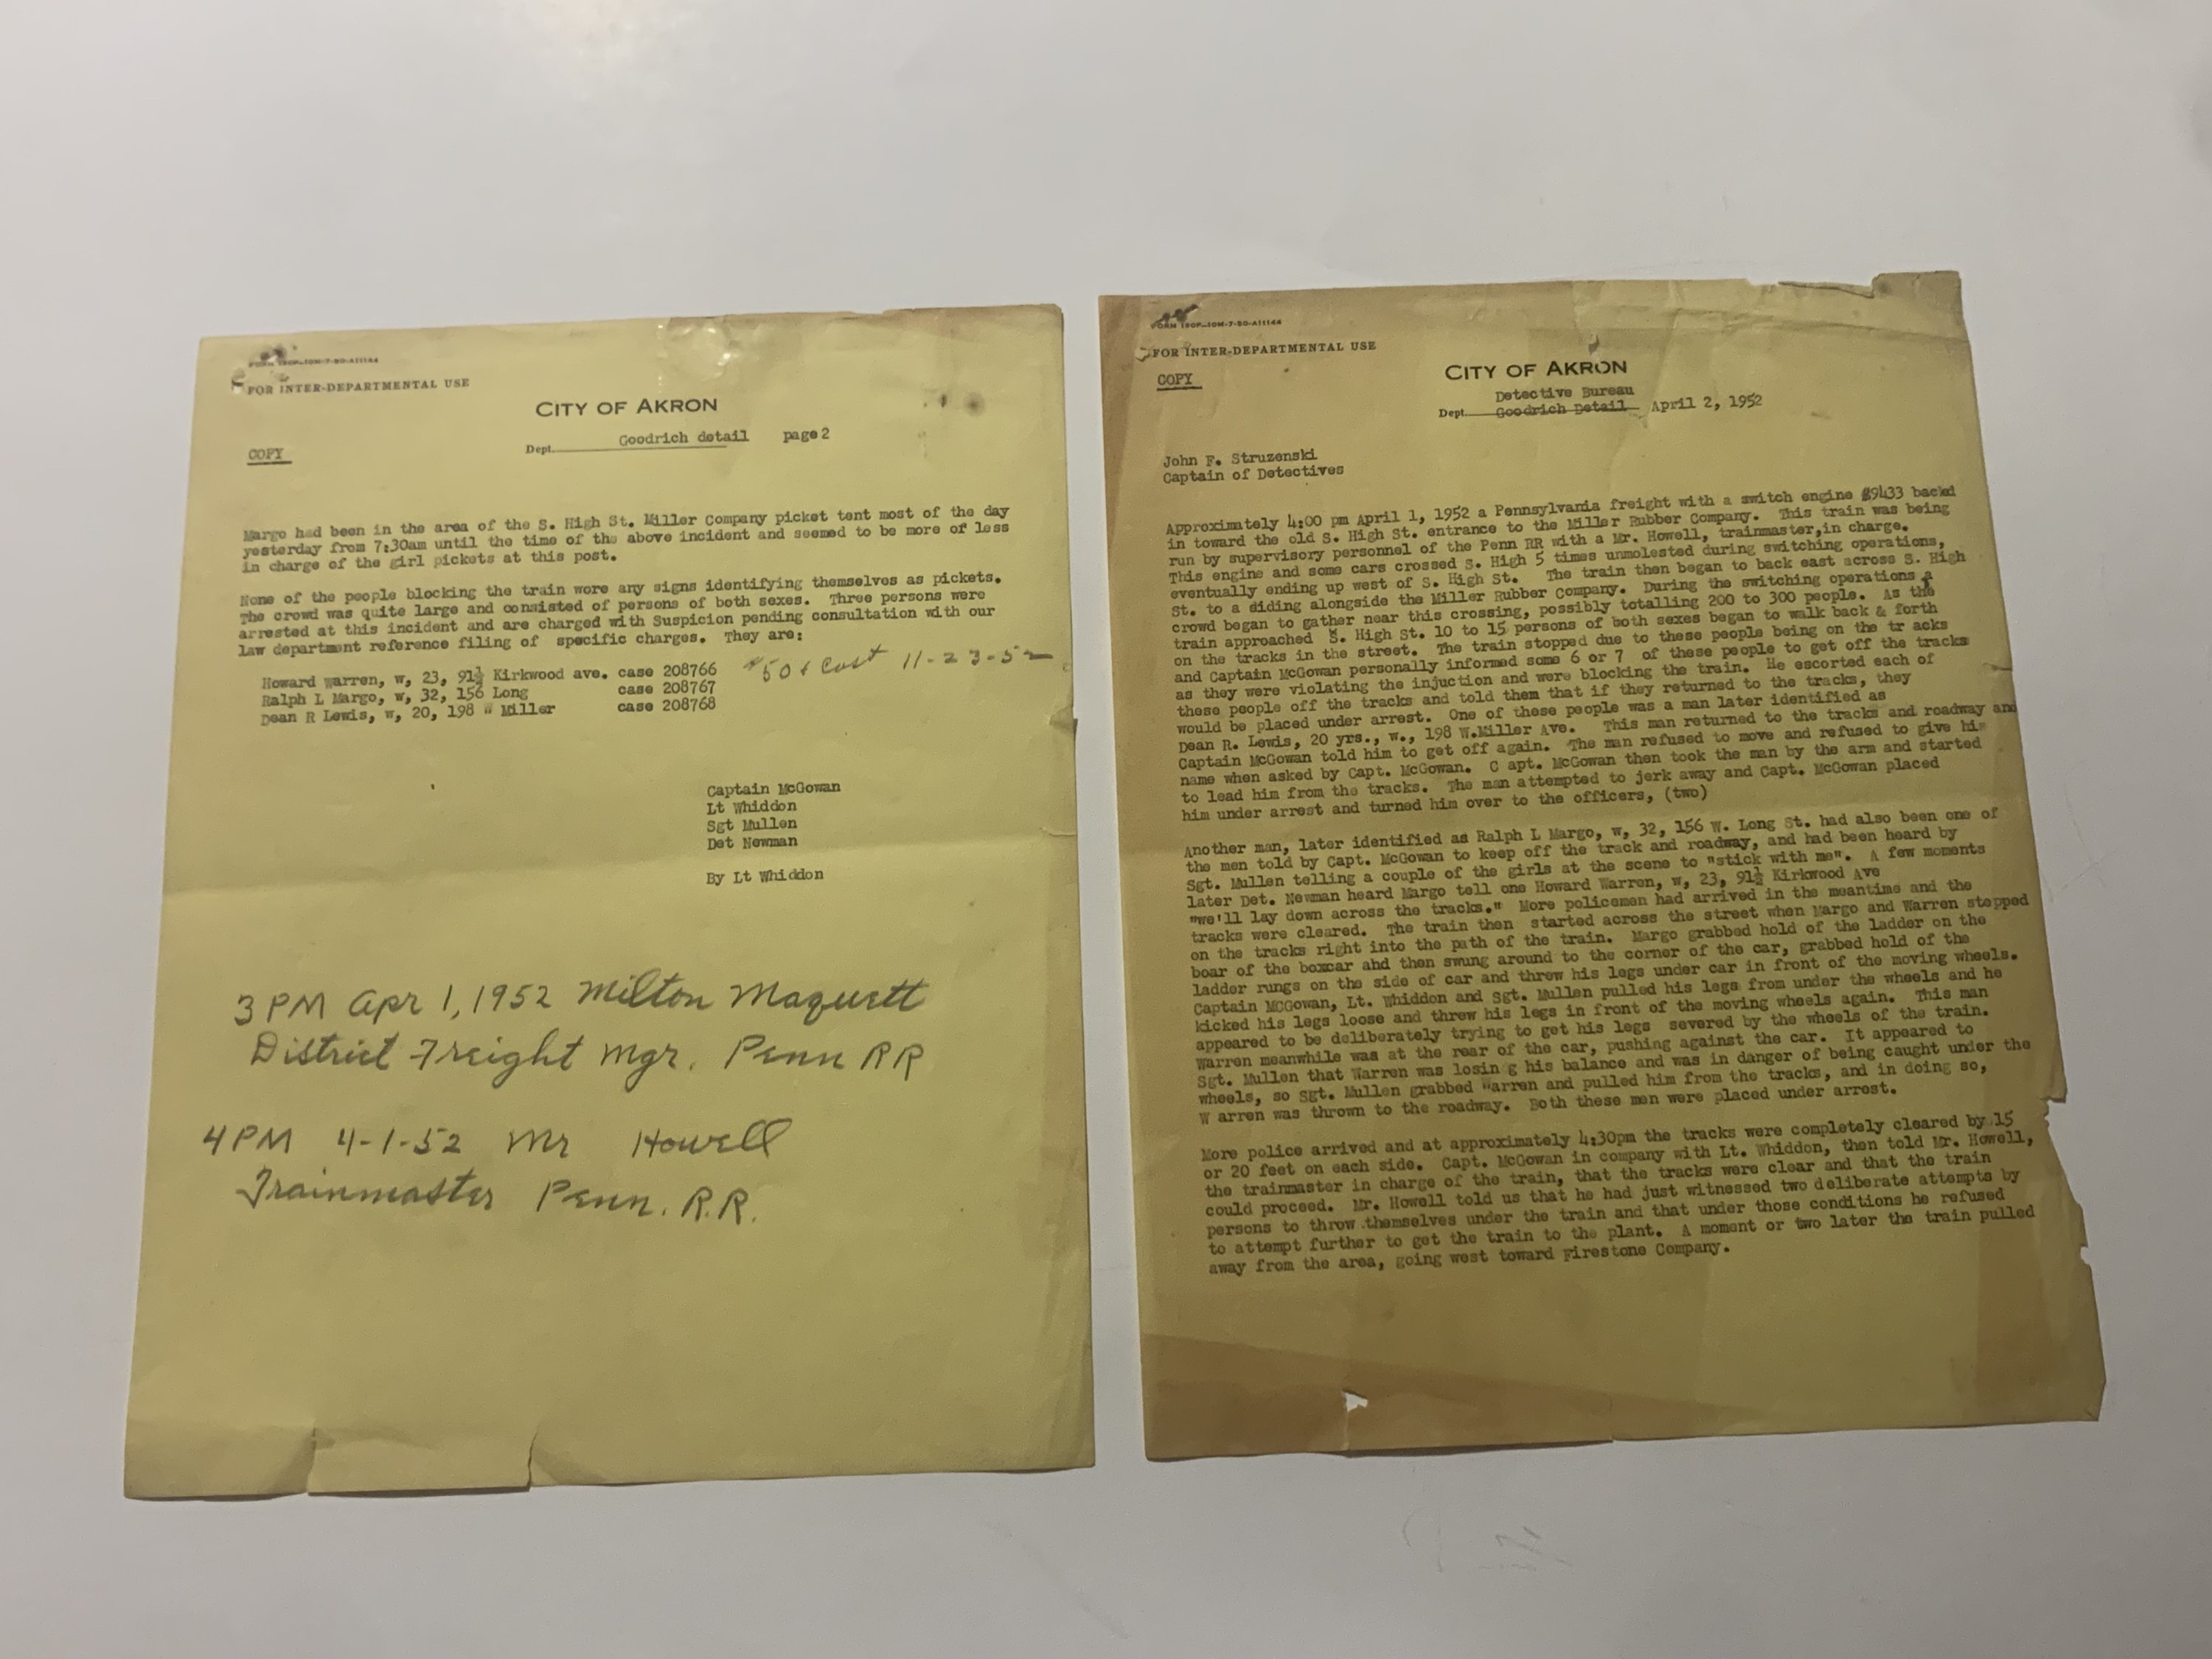 FORM 150P—10M-7-50-A11144
FOR INTER-DEPARTMENTAL USE
CITY OF AKRON
COPY
Dept. Goodrich detail page 2
Margo had been in the area of the S. High St. Miller Company picket tent most of the day
yesterday from 7:30am until the time of the above incident and seemed to be more of less
in charge of the girl pickets at this post.
None of the people blocking the train wore any signs identifying themselves as pickets.
The crowd was quite large and consisted of persons of both sexes. Three persons were
arrested at this incident and are charged with Suspicion pending consultation with our
law department reference filing of specific charges. They are:
Howard Warren, w, 23, 91½ Kirkwood ave. case 208766 $50 & Cost 11-23-52
Ralph L Margo, w, 32, 156 Long case 208767
Dean R Lewis, w, 20, 198 W Miller case 208768
Captain McGowan
Lt Whiddon
Sgt Mullen
Det Newman
By Lt Whiddon
3 PM Apr 1, 1952 Milton Maquett
District Freight Mgr. Penn RR
4 PM 4-1-52 Mr Howell
Trainmaster Penn. R.R.
FORM 150P—10M-7-50-A11144
FOR INTER-DEPARTMENTAL USE
COPY
CITY OF AKRON
Detective Bureau
Dept. Goodrich Detail April 2, 1952
John F. Struzenski
Captain of Detectives
Approximately 4:00 pm April 1, 1952 a Pennsylvania freight with a switch engine #9433 backed
in toward the old S. High St. entrance to the Miller Rubber Company. This train was being
run by supervisory personnel of the Penn RR with a Mr. Howell, trainmaster,in charge.
This engine and some cars crossed S. High 5 times unmolested during switching operations,
eventually ending up west of S. High St. The train then began to back east across S. High
St. to a siding alongside the Miller Rubber Company. During the switching operations a
crowd began to gather near this crossing, possibly totalling 200 to 300 people. As the
train approached S. High St. 10 to 15 persons of both sexes began to walk back & forth
on the tracks in the street. The train stopped due to these people being on the tr acks
and Captain McGowan personally informed some 6 or 7 of these people to get off the tracks
as they were violating the injuction and were blocking the train. He escorted each of
these people off the tracks and told them that if they returned to the tracks, they
would be placed under arrest. One of these people was a man later identified as
Dean R. Lewis, 20 yrs., w., 198 W.Miller Ave. This man returned to the tracks and roadway and
Captain McGowan told him to get off again. The man refused to move and refused to give his
name when asked by Capt. McGowan. C apt. McGowan then took the man by the arm and started
to lead him from the tracks. The man attempted to jerk away and Capt. McGowan placed
him under arrest and turned him over to the officers, (two)
Another man, later identified as Ralph L Margo, w, 32, 156 W. Long St. had also been one of
the men told by Capt. McGowan to keep off the track and roadway, and had been heard by
Sgt. Mullen telling a couple of the girls at the scene to "stick with me". A few moments
later Det. Newman heard Margo tell one Howard Warren, w, 23, 91½ Kirkwood Ave
"we'll lay down across the tracks." More policemen had arrived in the meantime and the
tracks were cleared. The train then started across the street when Margo and Warren stepped
on the tracks right into the path of the train. Margo grabbed hold of the ladder on the
boar of the boxcar ahd then swung around to the corner of the car, grabbed hold of the
ladder rungs on the side of car and threw his legs under car in front of the moving wheels.
Captain McGowan, Lt. Whiddon and Sgt. Mullen pulled his legs from under the wheels and he
kicked his legs loose and threw his legs in front of the moving wheels again. This man
appeared to be deliberately trying to get his legs severed by the wheels of the train.
Warren meanwhile was at the rear of the car, pushing against the car. It appeared to
Sgt. Mullen that Warren was losin g his balance and was in danger of being caught under the
wheels, so Sgt. Mullen grabbed Warren and pulled him from the tracks, and in doing so,
W arren was thrown to the roadway. Both these men were placed under arrest.
More police arrived and at approximately 4:30pm the tracks were completely cleared by 15
or 20 feet on each side. Capt. McGowan in company with Lt. Whiddon, then told Mr. Howell,
the trainmaster in charge of the train, that the tracks were clear and that the train
could proceed. Mr. Howell told us that he had just witnessed two deliberate attempts by
persons to throw themselves under the train and that under those conditions he refused
to attempt further to get the train to the plant. A moment or two later the train pulled
away from the area, going west toward Firestone Company.